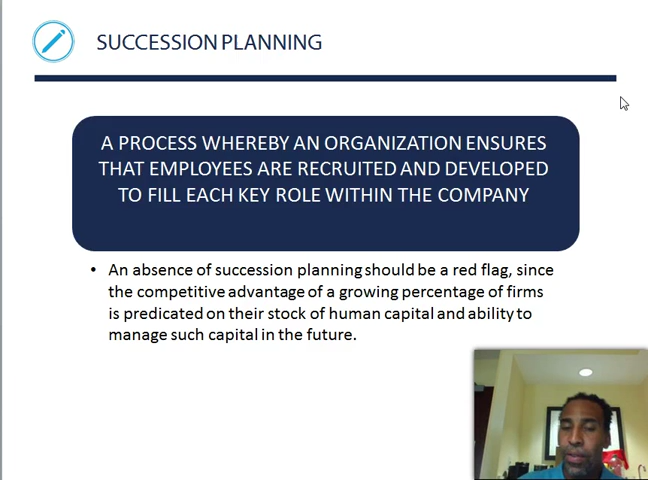 SUCCESSION PLANNING
A PROCESS WHEREBY AN ORGANIZATION ENSURES
THAT EMPLOYEES ARE RECRUITED AND DEVELOPED
TO FILL EACH KEY ROLE WITHIN THE COMPANY
• An absence of succession planning should be a red flag, since
the competitive advantage of a growing percentage of firms
is predicated on their stock of human capital and ability to
manage such capital in the future.